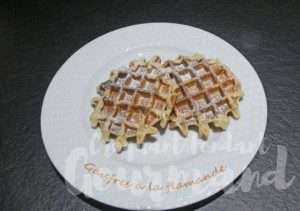 Croquant Fondant
Gourmand
Gaufres à la flamande